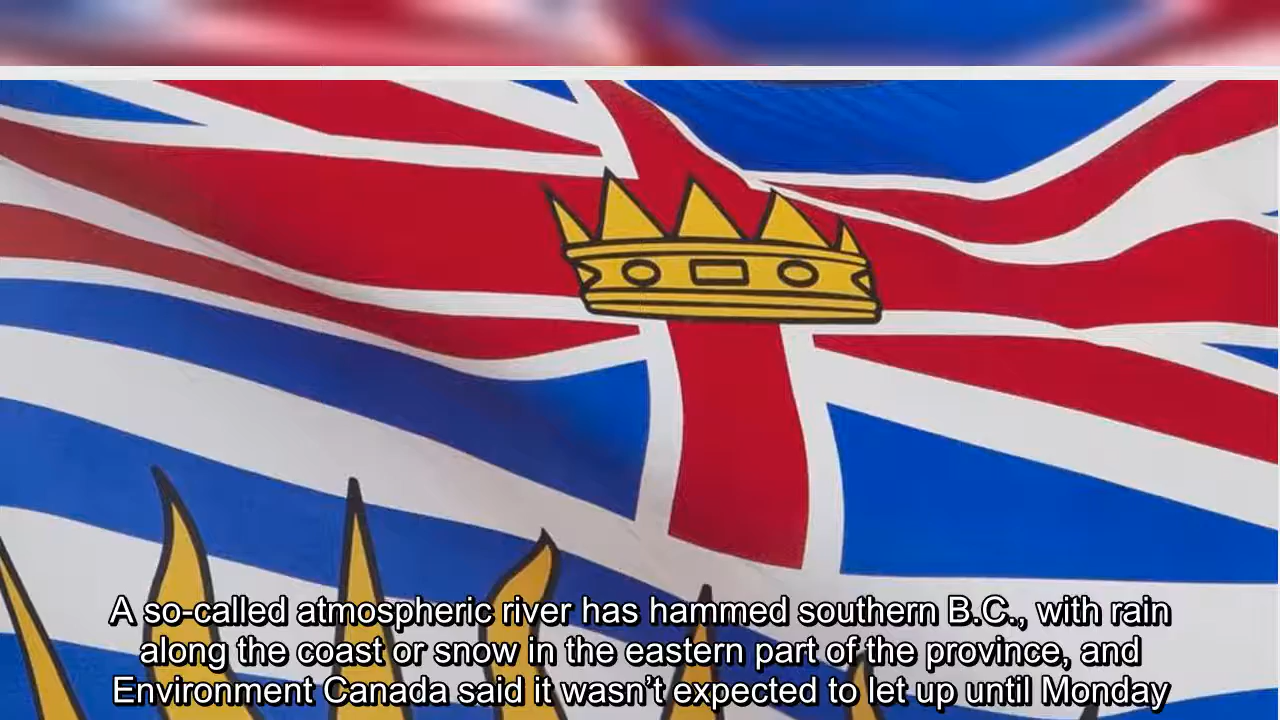 A so-called atmospheric river has hammed southern B.C., with rain
along the coast or snow in the eastern part of the province, and
Environment Canada said it wasn't expected to let up until Monday